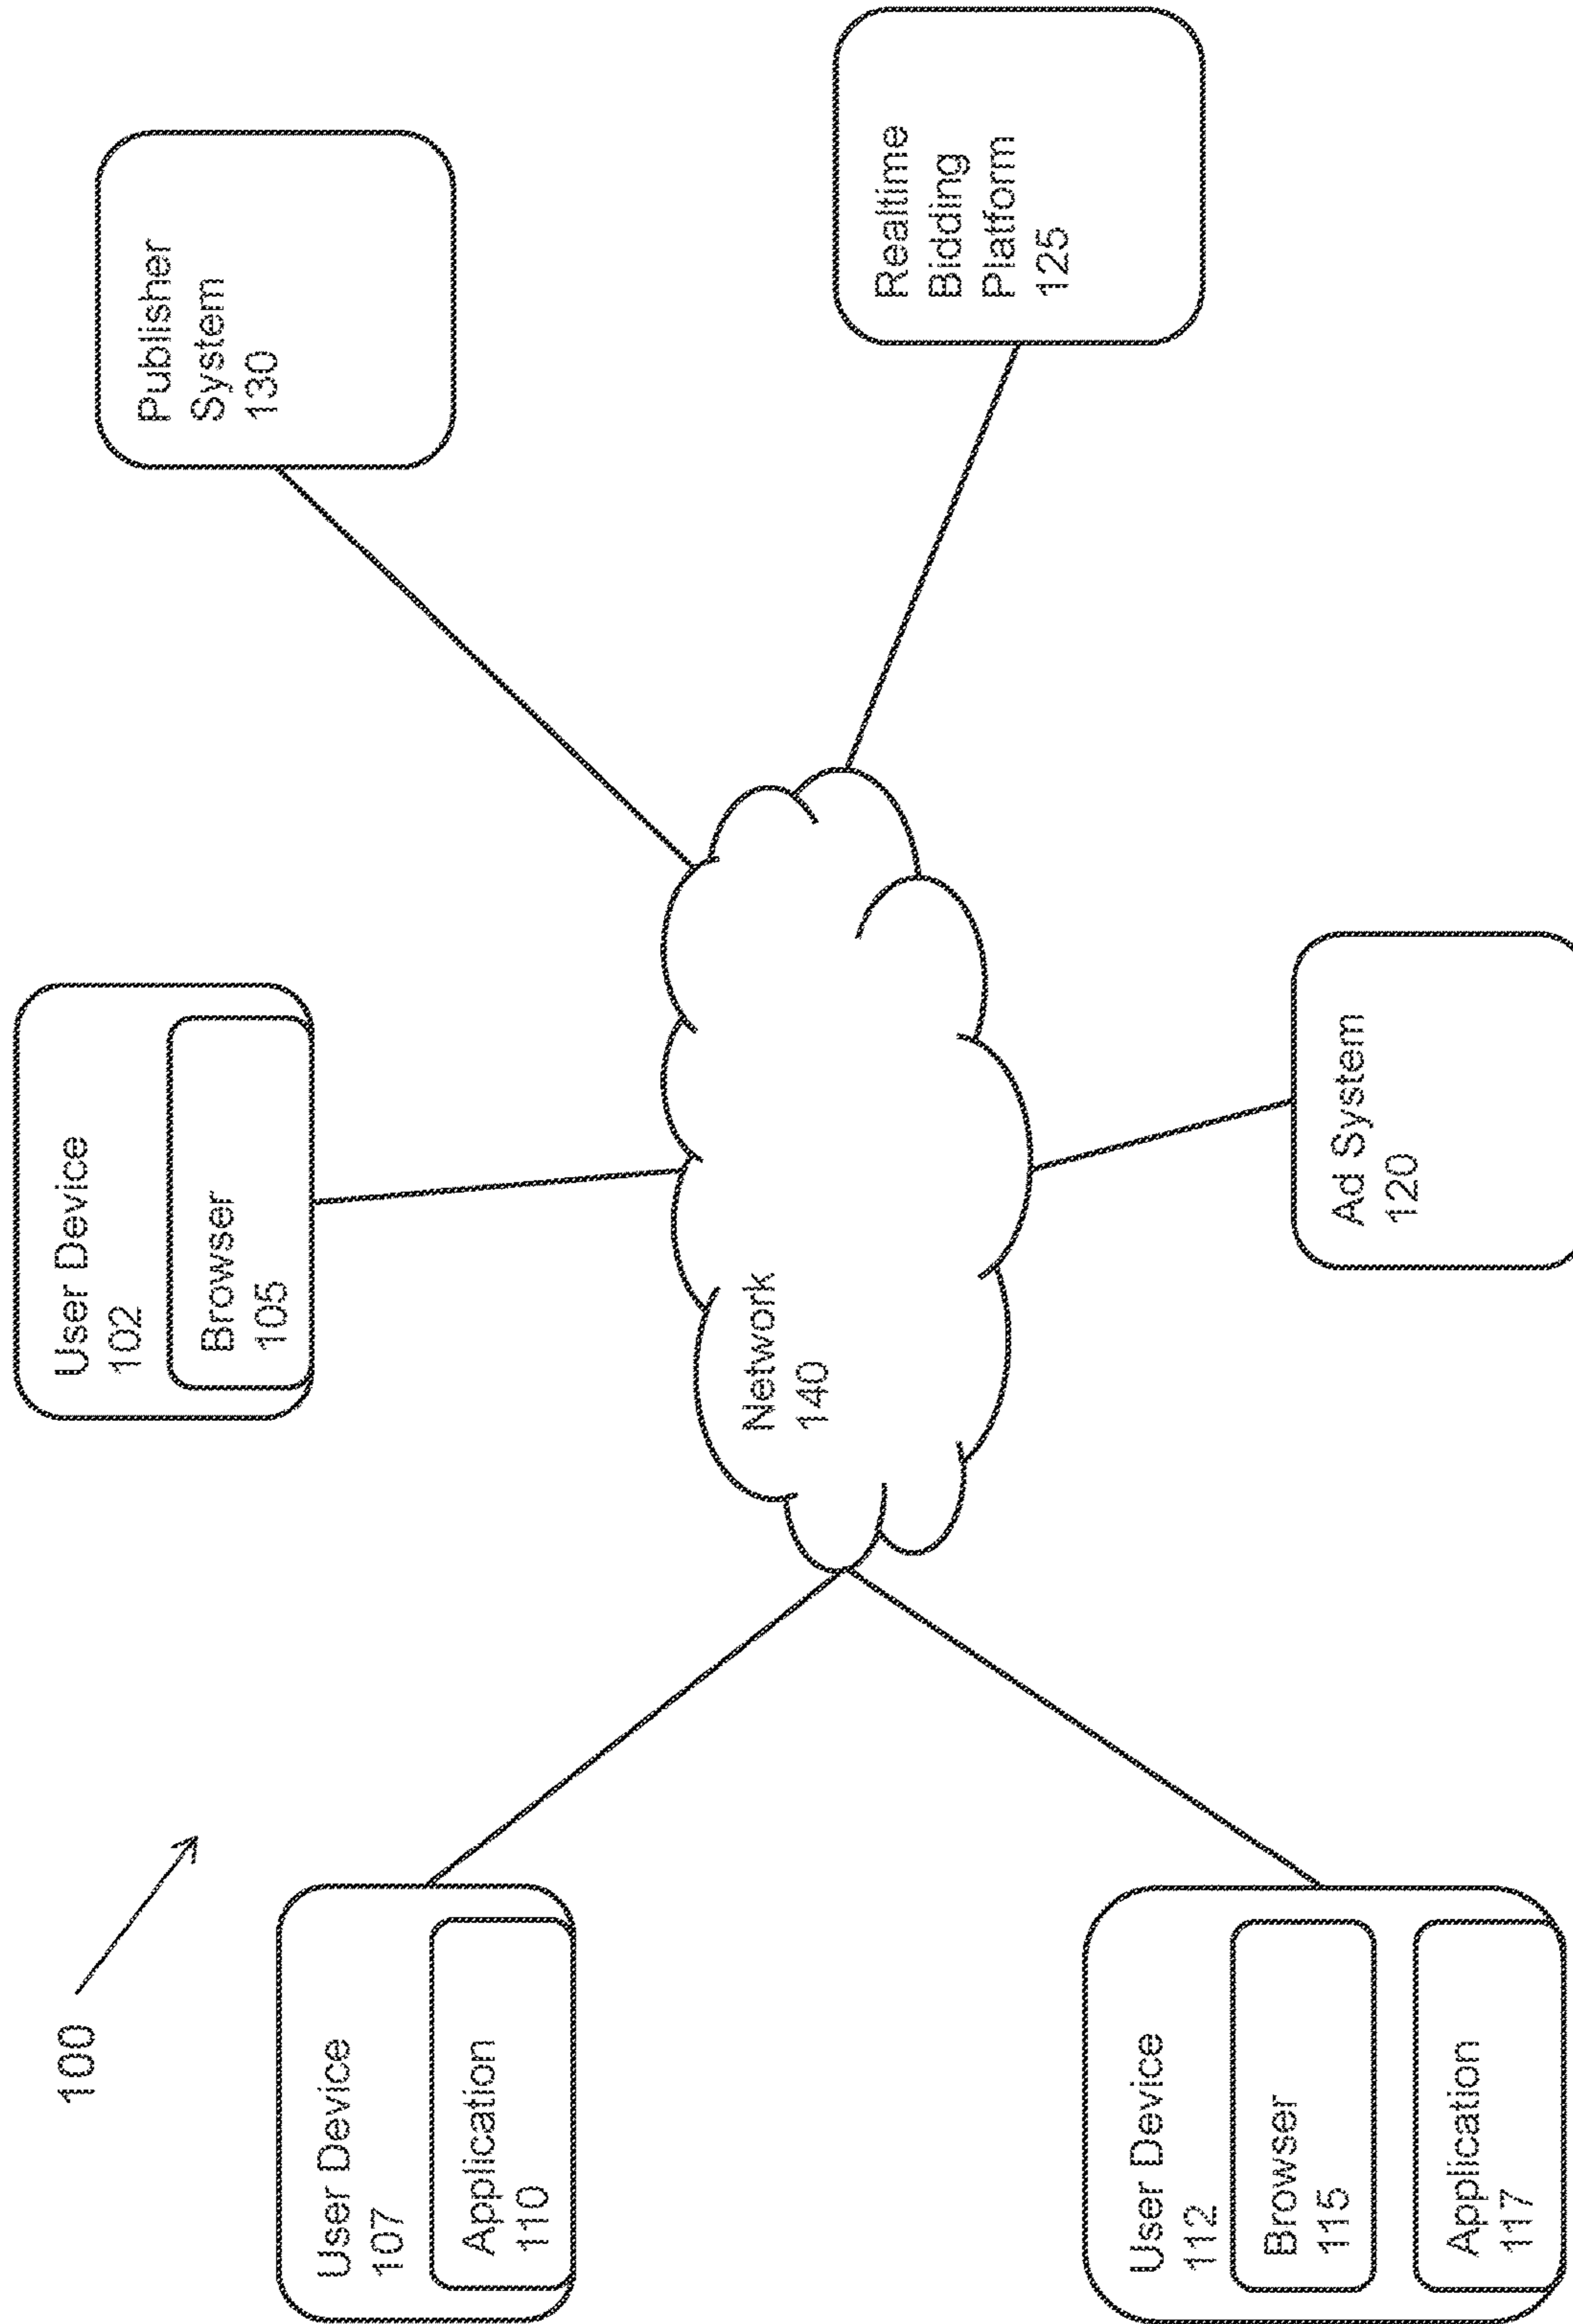 100
User Device
107
Application
110
User Device
102
Browser
105
Publisher
System
130
Network
140
User Device
112
Browser
115
Application
117
Ad System
120
Realtime
Bidding
Platform
125